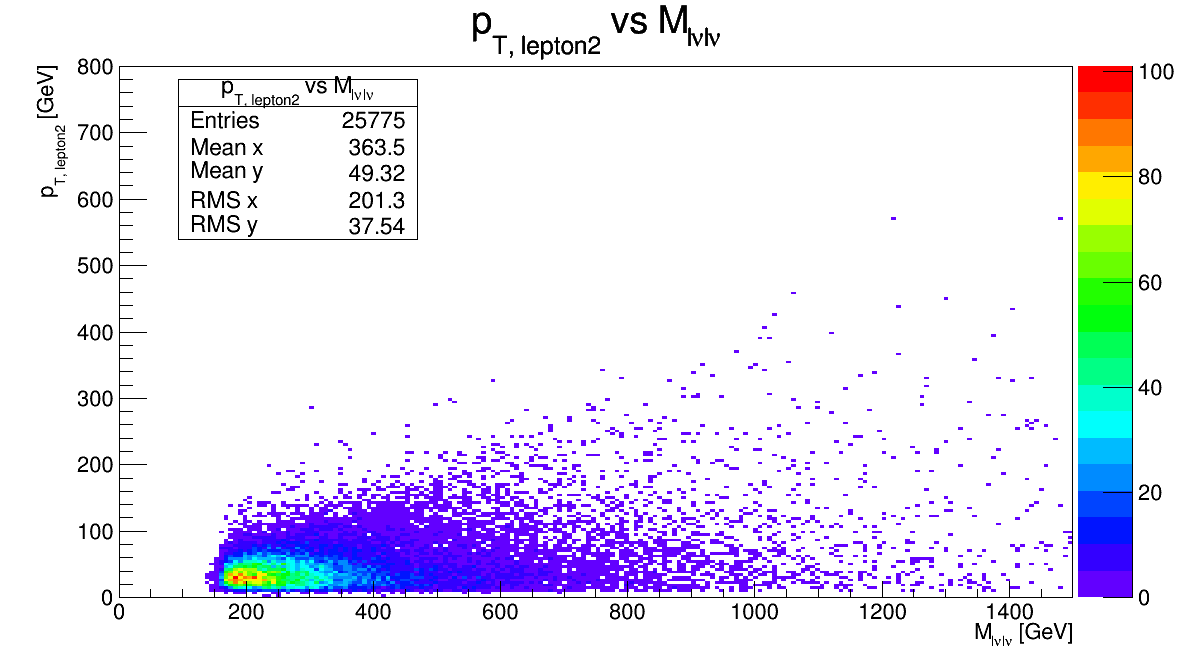 p_T, lepton2 vs M_lνlν
p_T, lepton2 [GeV]
800
700
600
500
400
300
200
100
0
p_T, lepton2 vs M_lνlν
Entries 25775
Mean x 363.5
Mean y 49.32
RMS x 201.3
RMS y 37.54
100
80
60
40
20
0
0 200 400 600 800 1000 1200 1400
M_lνlν [GeV]